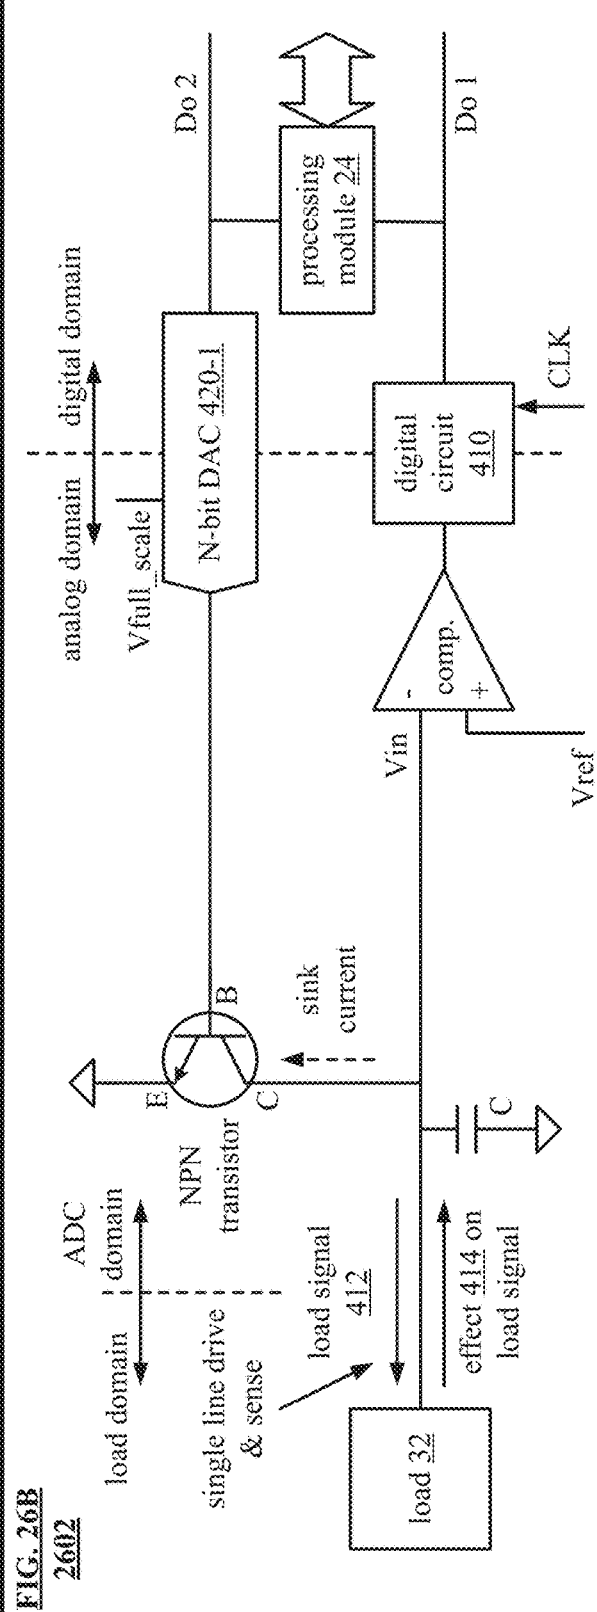 FIG. 26B
2602
load domain
ADC
domain
analog domain
digital domain
Vfull_scale
single line drive
& sense
NPN
transistor
E
B
C
N-bit DAC 420-1
Do 2
load signal
412
sink
current
processing
module 24
load 32
effect 414 on
load signal
C
Vin
Vref
-
+
comp.
digital
circuit
410
CLK
Do 1